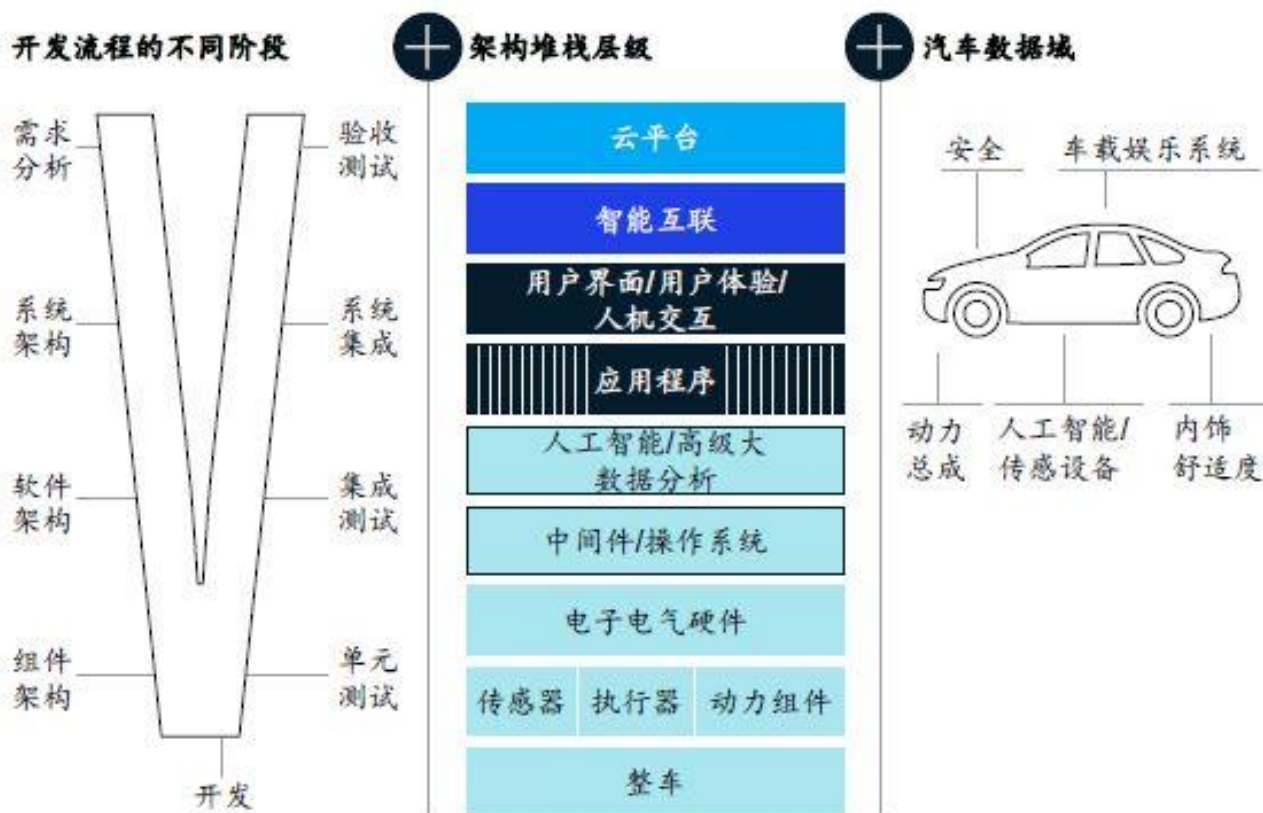 开发流程的不同阶段
架构堆栈层级
汽车数据域
需求
分析
验收
测试
系统
架构
系统
集成
软件
架构
集成
测试
组件
架构
单元
测试
开发
云平台
智能互联
用户界面/用户体验/
人机交互
应用程序
人工智能/高级大
数据分析
中间件/操作系统
电子电气硬件
传感器
执行器
动力组件
整车
安全
车载娱乐系统
动力
总成
人工智能/
传感设备
内饰
舒适度